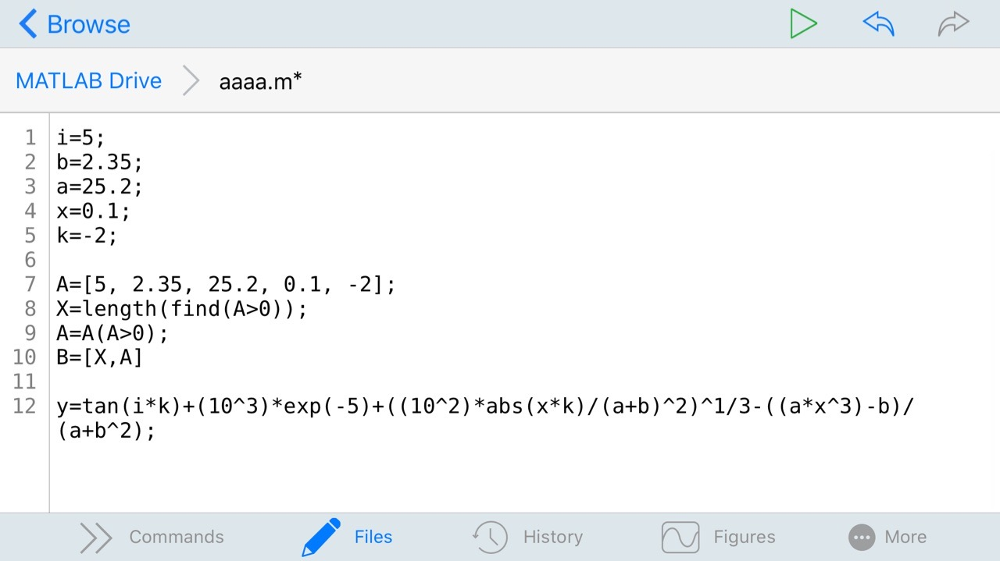 Browse
MATLAB Drive aaaa.m*
1 i=5;
2 b=2.35;
3 a=25.2;
4 x=0.1;
5 k=-2;
6
7 A=[5, 2.35, 25.2, 0.1, -2];
8 X=length(find(A>0));
9 A=A(A>0);
10 B=[X,A]
11
12 y=tan(i*k)+(10^3)*exp(-5)+((10^2)*abs(x*k)/(a+b)^2)^1/3-((a*x^3)-b)/
(a+b^2);
Commands Files History Figures More